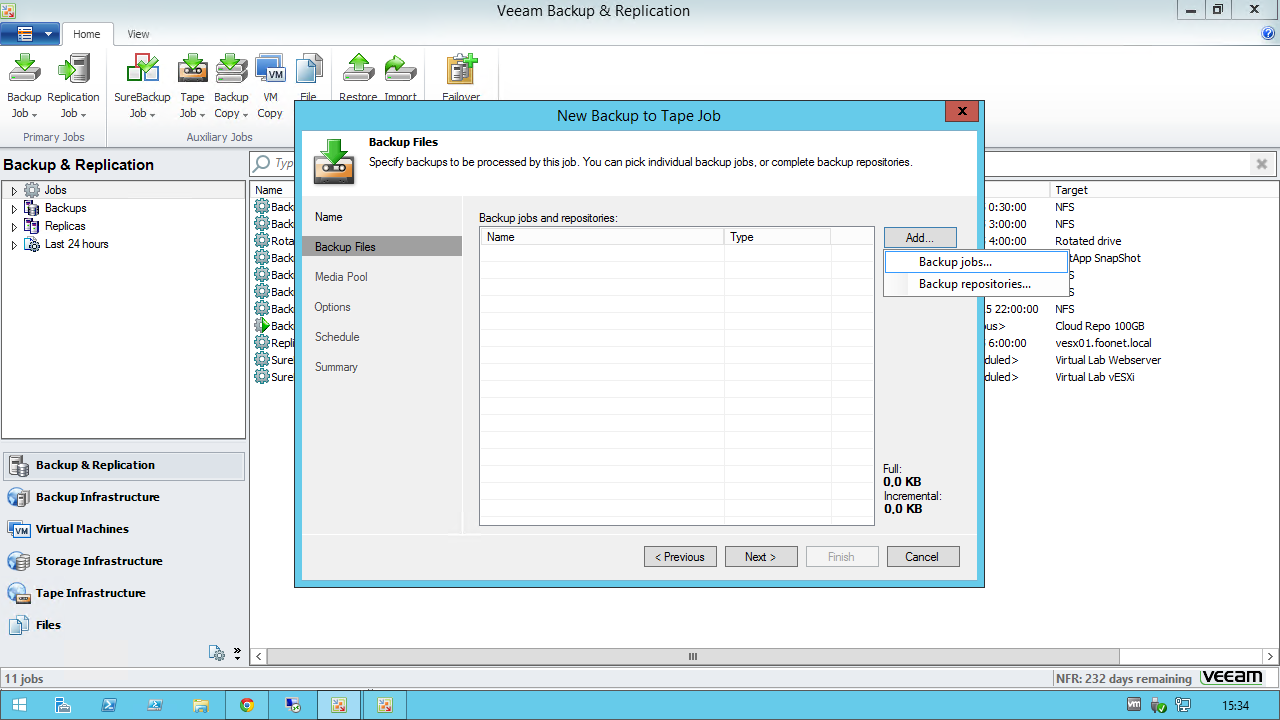 Veeam Backup & Replication
Home
View
Backup Job
Replication Job
SureBackup Job
Tape Job
Backup Copy
VM Copy
File
Restore
Import
Failover
Primary Jobs
Auxiliary Jobs
Backup & Replication
Jobs
Backups
Replicas
Last 24 hours
Backup & Replication
Backup Infrastructure
Virtual Machines
Storage Infrastructure
Tape Infrastructure
Files
Typ
Name
Target
Back
0:30:00
NFS
Back
3:00:00
NFS
Rota
4:00:00
Rotated drive
Back
tApp SnapShot
Back
S
Back
S
Back
5 22:00:00
NFS
Back
ous>
Cloud Repo 100GB
Repli
6:00:00
vesx01.foonet.local
Sure
duled>
Virtual Lab Webserver
Sure
duled>
Virtual Lab vESXi
New Backup to Tape Job
Backup Files
Specify backups to be processed by this job. You can pick individual backup jobs, or complete backup repositories.
Name
Backup Files
Media Pool
Options
Schedule
Summary
Backup jobs and repositories:
Name
Type
Add...
Backup jobs...
Backup repositories...
Full:
0.0 KB
Incremental:
0.0 KB
< Previous
Next >
Finish
Cancel
11 jobs
NFR: 232 days remaining
veeam
15:34